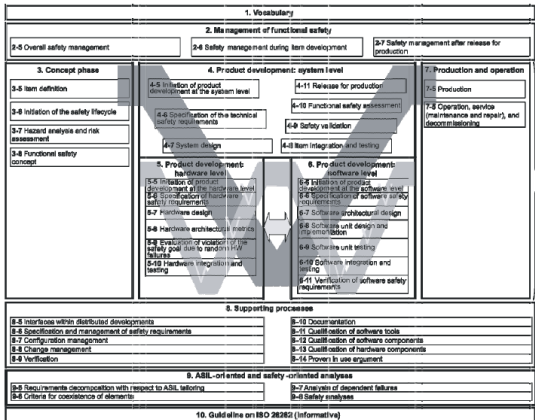 1. Vocabulary
2. Management of functional safety
2-5 Overall safety management
2-6 Safety management during item development
2-7 Safety management after release for
production
3. Concept phase
3-5 Item definition
3-6 Initiation of the safety lifecycle
3-7 Hazard analysis and risk
assessment
3-8 Functional safety
concept
4. Product development: system level
4-5 Initiation of product
development at the system level
4-6 Specification of the technical
safety requirements
4-7 System design
4-11 Release for production
4-10 Functional safety assessment
4-9 Safety validation
4-8 Item integration and testing
7. Production and operation
7-5 Production
7-6 Operation, service
(maintenance and repair), and
decommissioning
5. Product development:
hardware level
5-5 Initiation of product
development at the hardware level
5-6 Specification of hardware
safety requirements
5-7 Hardware design
5-8 Hardware architectural metrics
5-9 Evaluation of violation of the
safety goal due to random HW
failures
5-10 Hardware integration and
testing
6. Product development:
software level
6-5 Initiation of product
development at the software level
6-6 Specification of software safety
requirements
6-7 Software architectural design
6-8 Software unit design and
implementation
6-9 Software unit testing
6-10 Software integration and
testing
6-11 Verification of software safety
requirements
8. Supporting processes
8-5 Interfaces within distributed developments
8-6 Specification and management of safety requirements
8-7 Configuration management
8-8 Change management
8-9 Verification
8-10 Documentation
8-11 Qualification of software tools
8-12 Qualification of software components
8-13 Qualification of hardware components
8-14 Proven in use argument
9. ASIL-oriented and safety-oriented analyses
9-5 Requirements decomposition with respect to ASIL tailoring
9-6 Criteria for coexistence of elements
9-7 Analysis of dependent failures
9-8 Safety analyses
10. Guideline on ISO 26262 (informative)